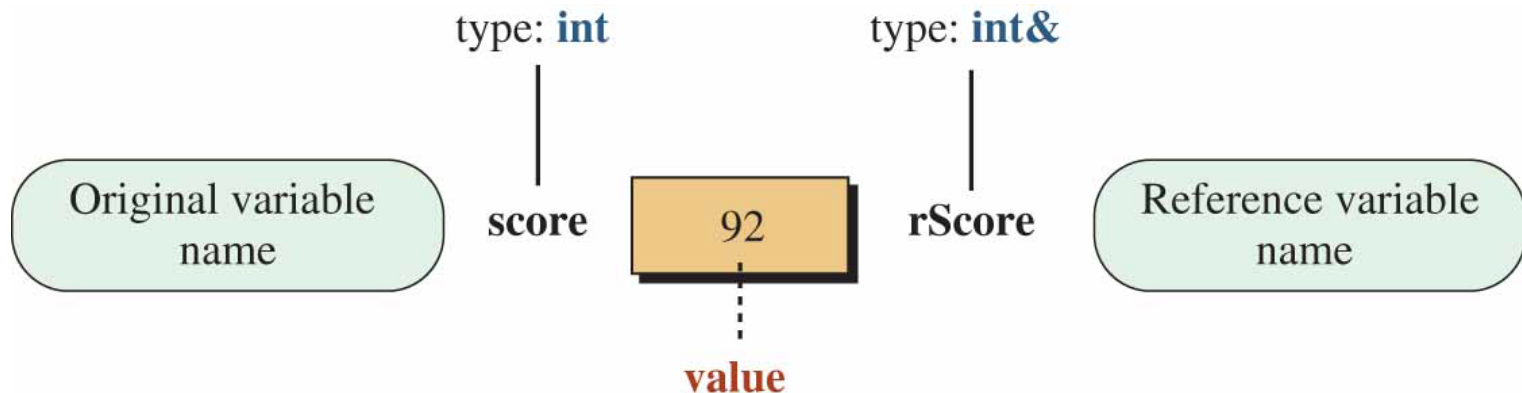 type: int
type: int&
Original variable
name
score
92
rScore
Reference variable
name
value